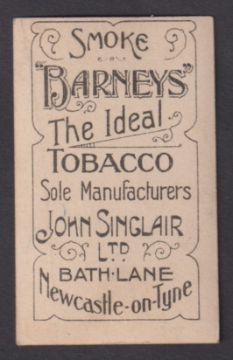 SMOKE
"BARNEYS"
The Ideal
TOBACCO
Sole Manufacturers
JOHN SINCLAIR
LTD
BATH·LANE
Newcastle-on-Tyne